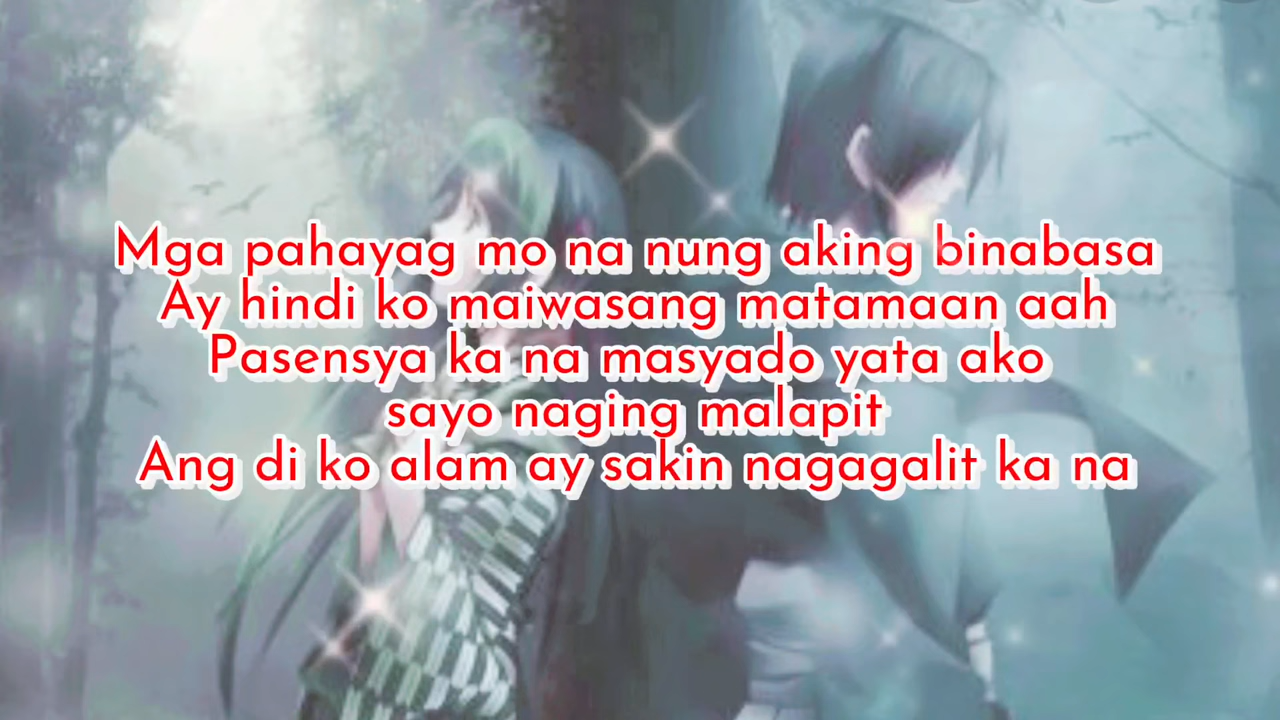 Mga pahayag mo na nung aking binabasa
Ay hindi ko maiwasang matamaan aah
Pasensya ka na masyado yata ako
sayo naging malapit
Ang di ko alam ay sakin nagagalit ka na